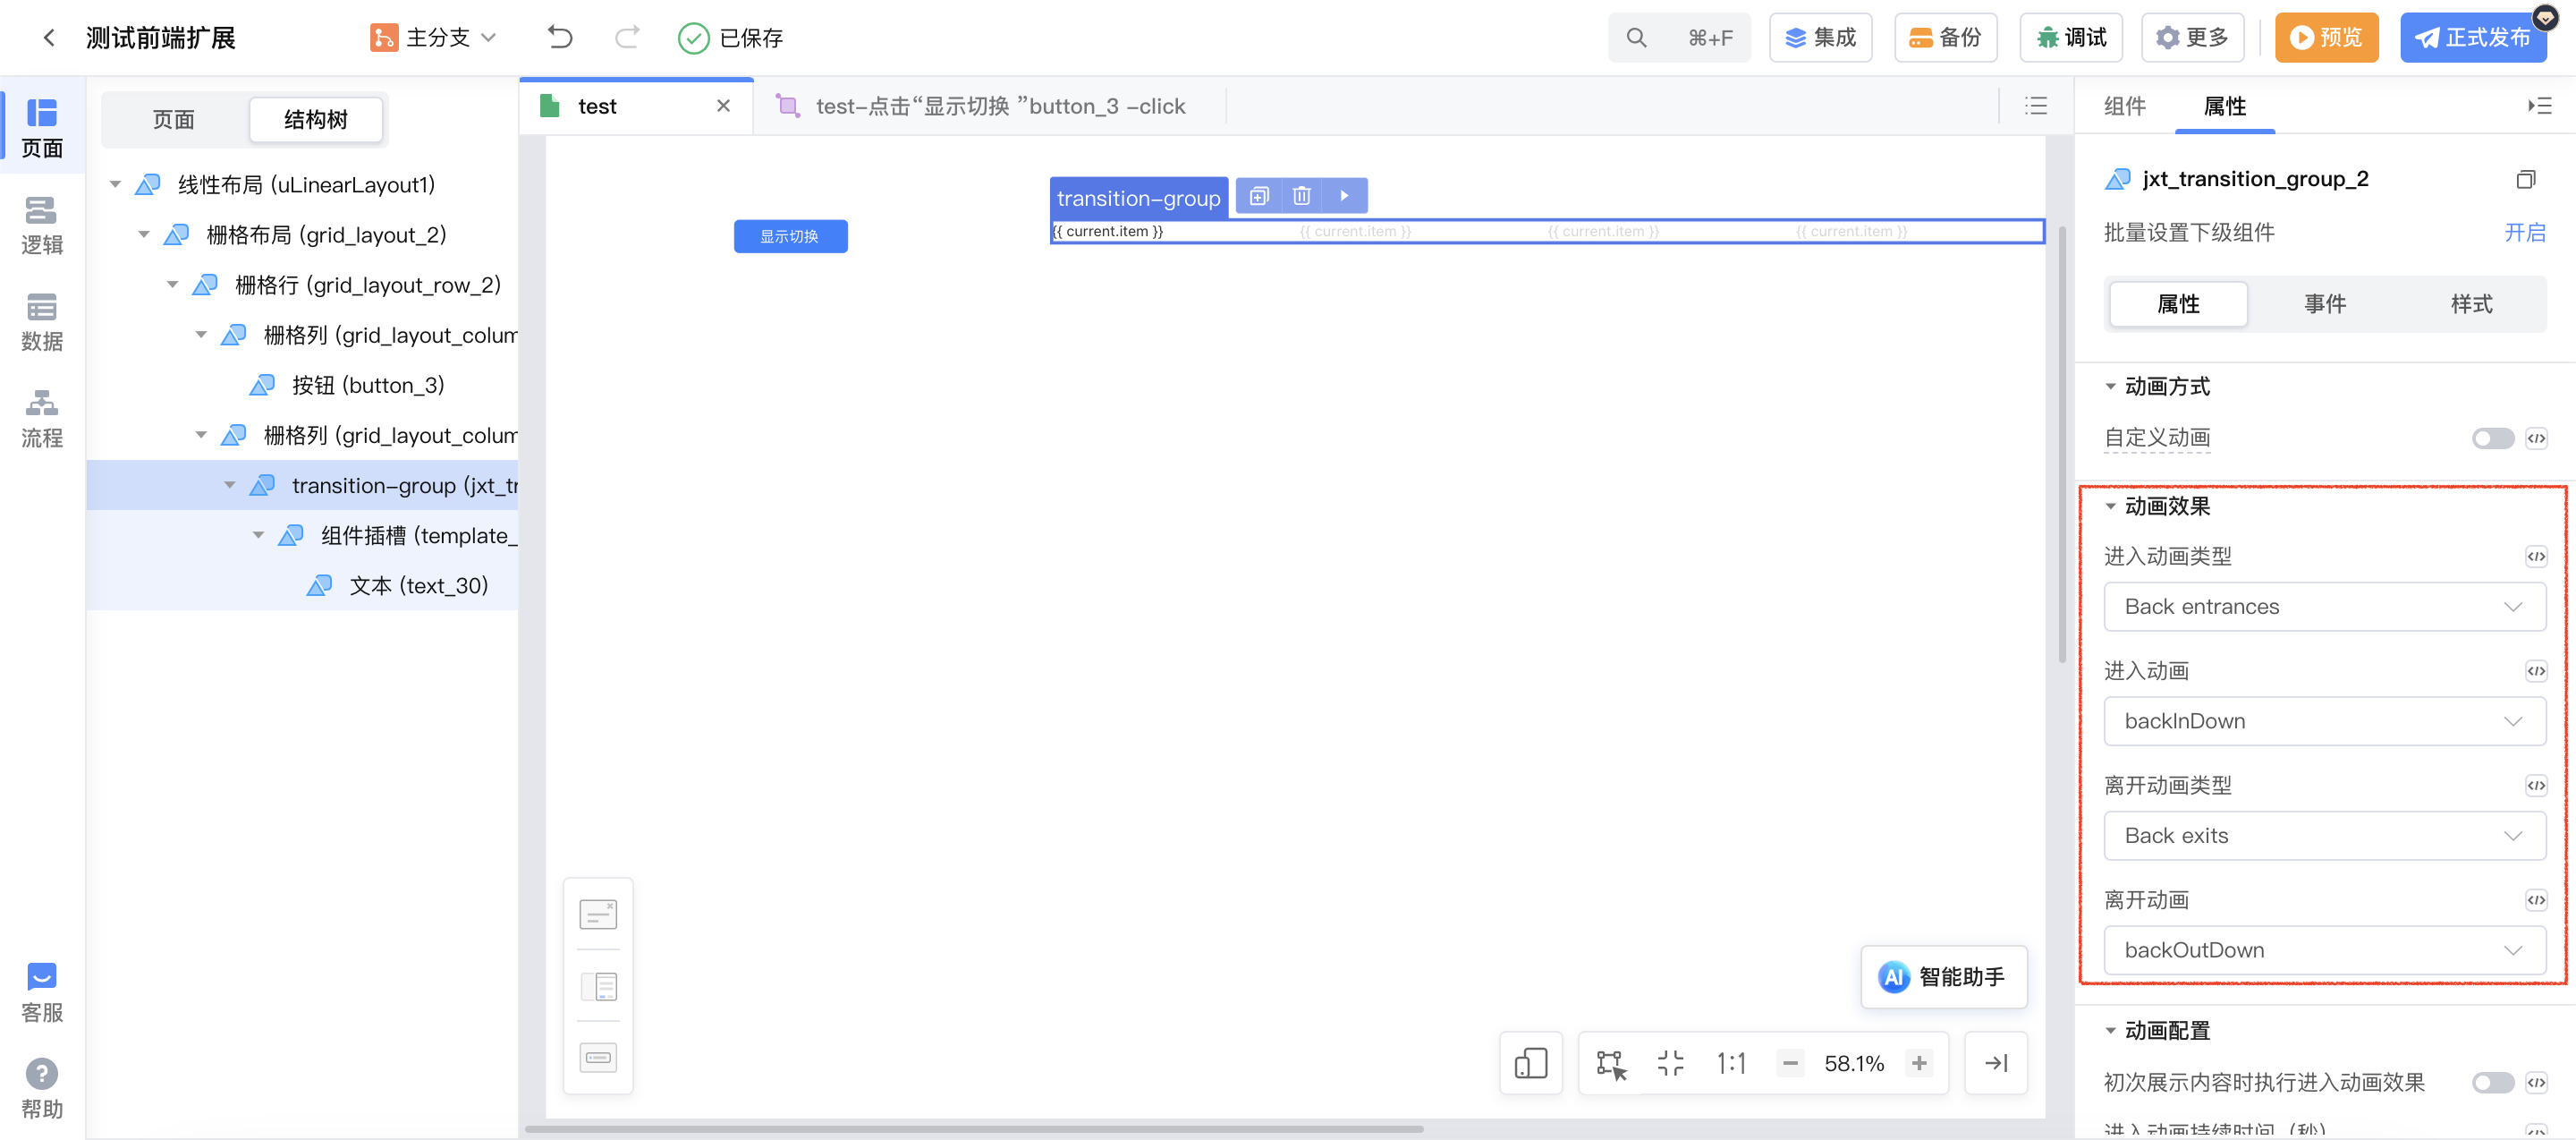 测试前端扩展
主分支
已保存
⌘+F
集成
备份
调试
更多
预览
正式发布
页面
逻辑
数据
流程
客服
帮助
页面
结构树
线性布局 (uLinearLayout1)
栅格布局 (grid_layout_2)
栅格行 (grid_layout_row_2)
栅格列 (grid_layout_colum
按钮 (button_3)
栅格列 (grid_layout_colum
transition-group (jxt_tr
组件插槽 (template_
文本 (text_30)
test
test-点击“显示切换 ”button_3 -click
显示切换
transition-group
{{ current.item }}
{{ current.item }}
{{ current.item }}
{{ current.item }}
AI 智能助手
1:1
58.1%
组件
属性
jxt_transition_group_2
批量设置下级组件
开启
属性
事件
样式
动画方式
自定义动画
动画效果
进入动画类型
Back entrances
进入动画
backInDown
离开动画类型
Back exits
离开动画
backOutDown
动画配置
初次展示内容时执行进入动画效果
进入动画持续时间（秒）